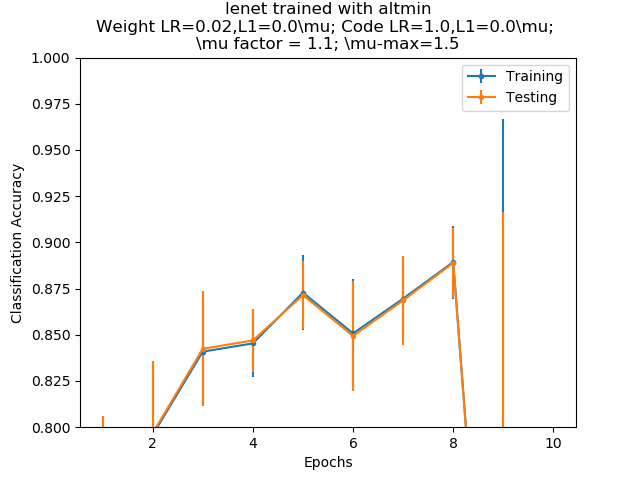 lenet trained with altmin
Weight LR=0.02,L1=0.0\mu; Code LR=1.0,L1=0.0\mu;
\mu factor = 1.1; \mu-max=1.5
1.000
0.975
0.950
0.925
0.900
0.875
0.850
0.825
0.800
Classification Accuracy
Training
Testing
2
4
6
8
10
Epochs